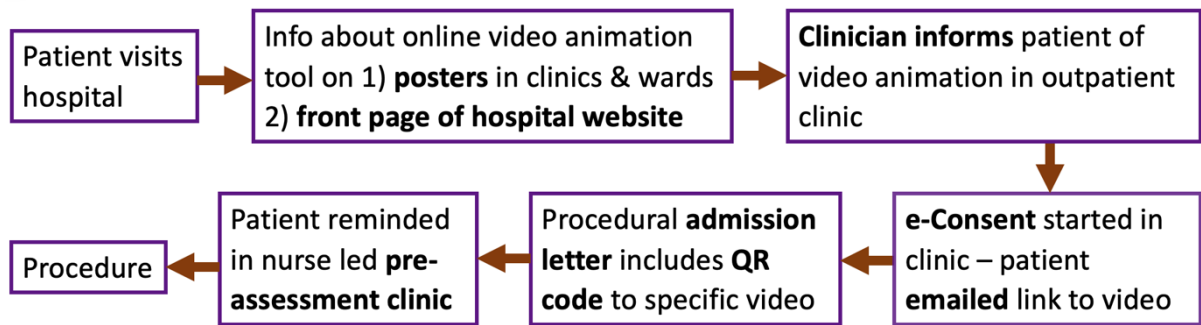 Patient visits
hospital
Info about online video animation
tool on 1) posters in clinics & wards
2) front page of hospital website
Clinician informs patient of
video animation in outpatient
clinic
e-Consent started in
clinic – patient
emailed link to video
Procedural admission
letter includes QR
code to specific video
Patient reminded
in nurse led pre-
assessment clinic
Procedure